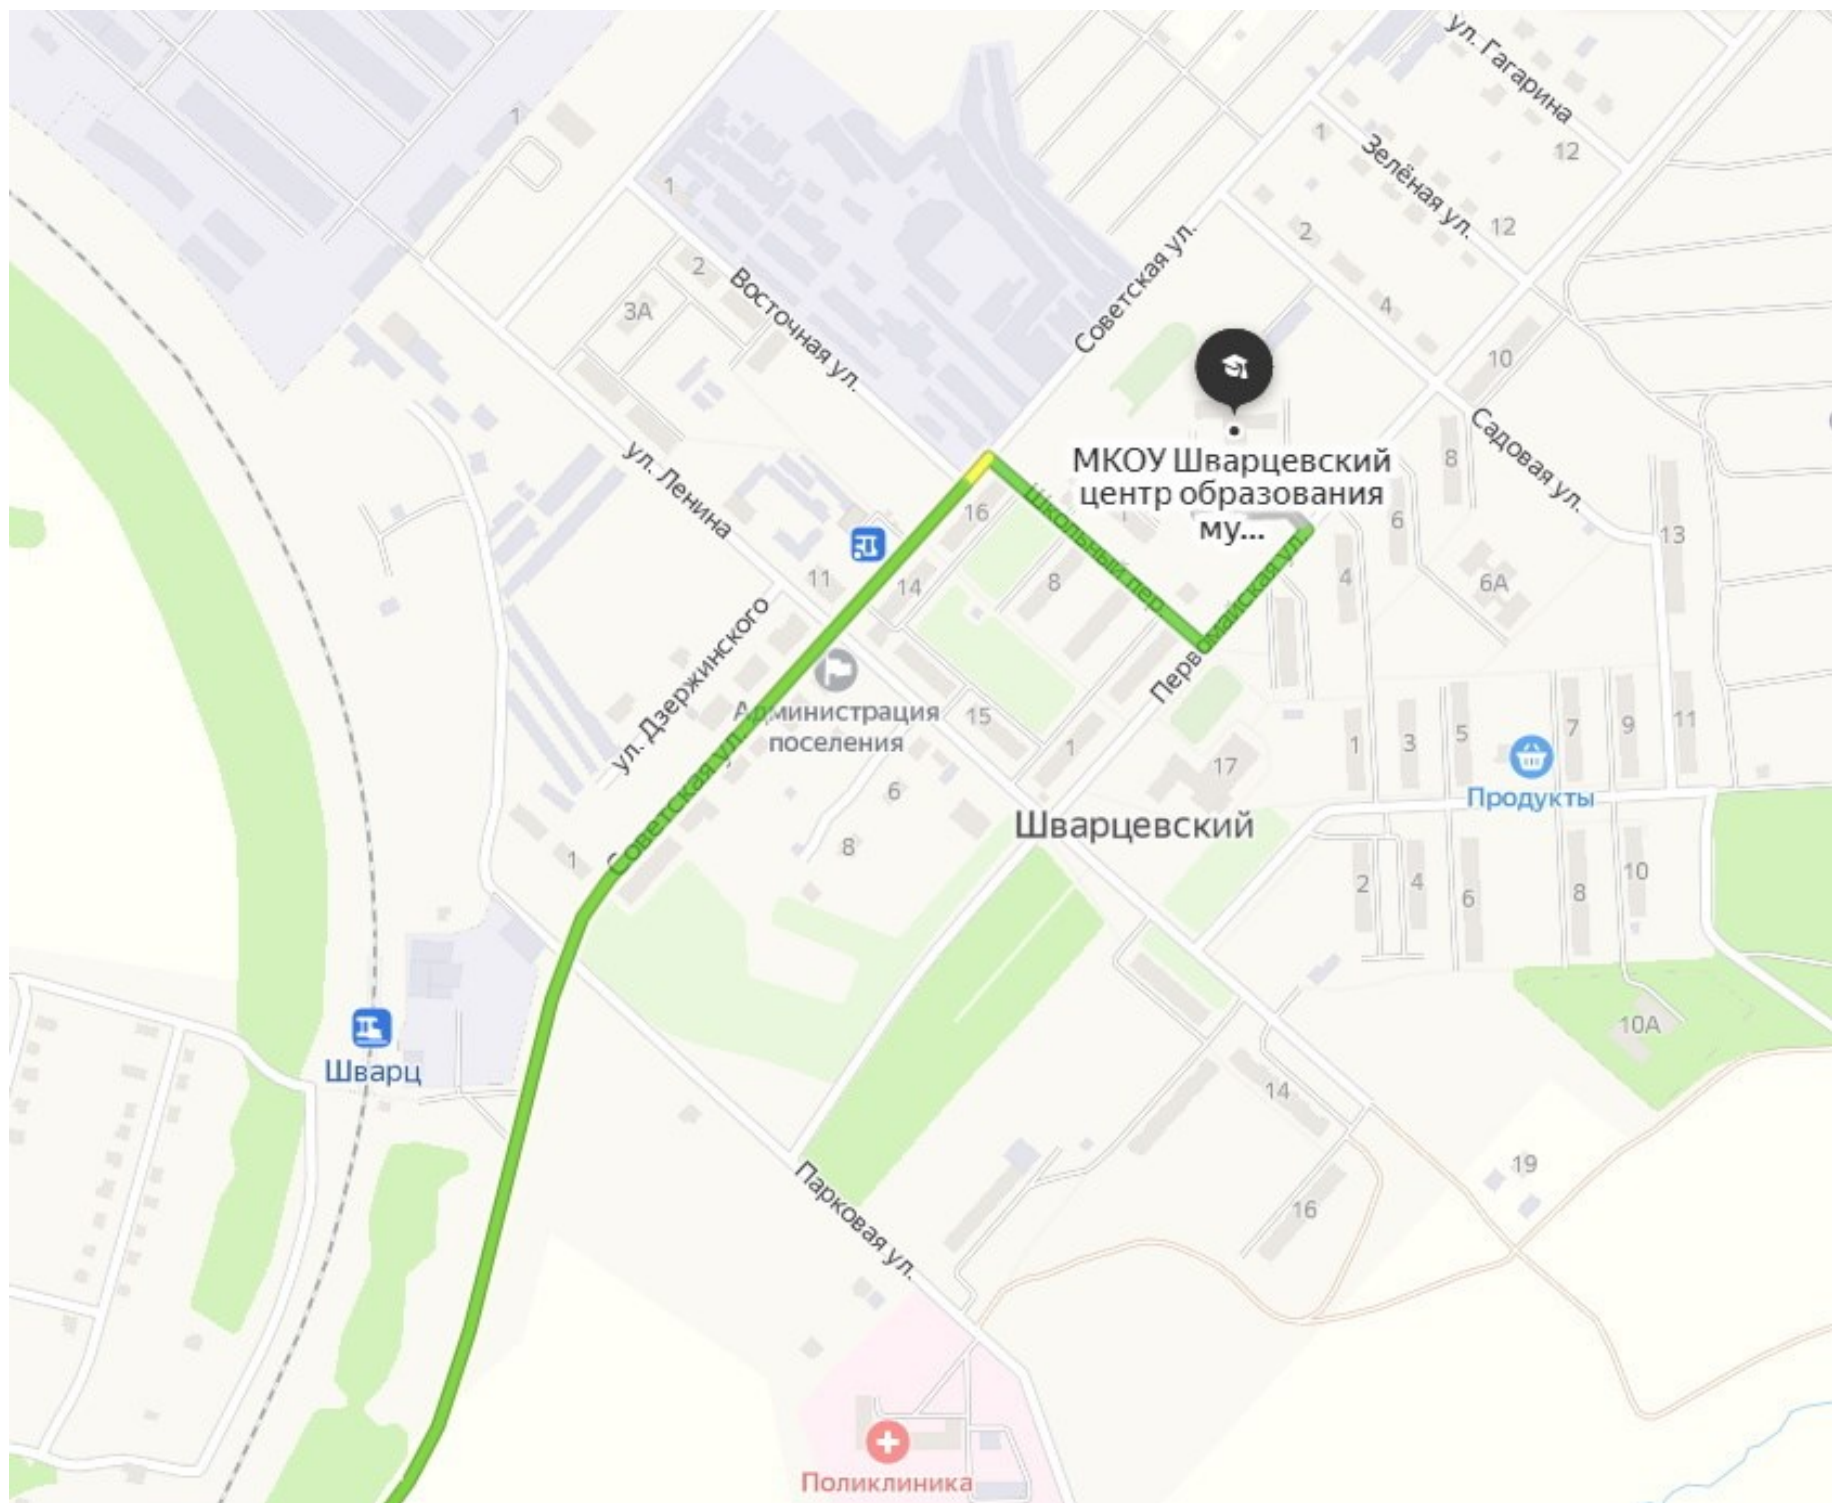 ул. Гагарина
1
1
12
Зелёная ул.
1
12
2
Советская ул.
2
Восточная ул.
3А
4
10
Садовая ул.
ул. Ленина
МКОУ Шварцевский
центр образования
му...
8
16
6
13
Школьный пер.
11
14
8
4
6А
ул. Дзержинского
Первомайская ул.
Администрация
поселения
15
1
17
1
3
5
7
9
11
Советская ул.
6
Продукты
Шварцевский
8
1
2
4
6
8
10
10А
Шварц
14
19
16
Парковая ул.
Поликлиника